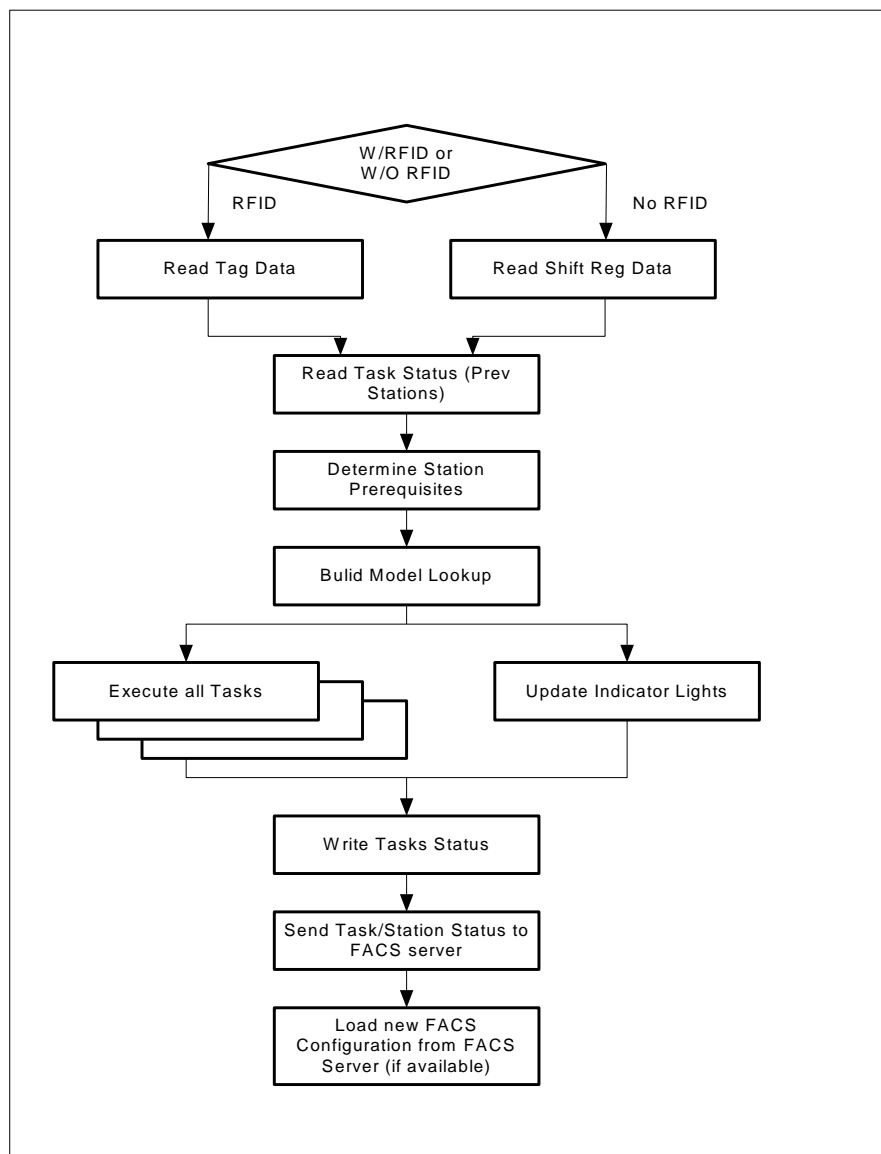 W/RFID or
W/O RFID
RFID
No RFID
Read Tag Data
Read Shift Reg Data
Read Task Status (Prev
Stations)
Determine Station
Prerequisites
Bulid Model Lookup
Execute all Tasks
Update Indicator Lights
Write Tasks Status
Send Task/Station Status to
FACS server
Load new FACS
Configuration from FACS
Server (if available)